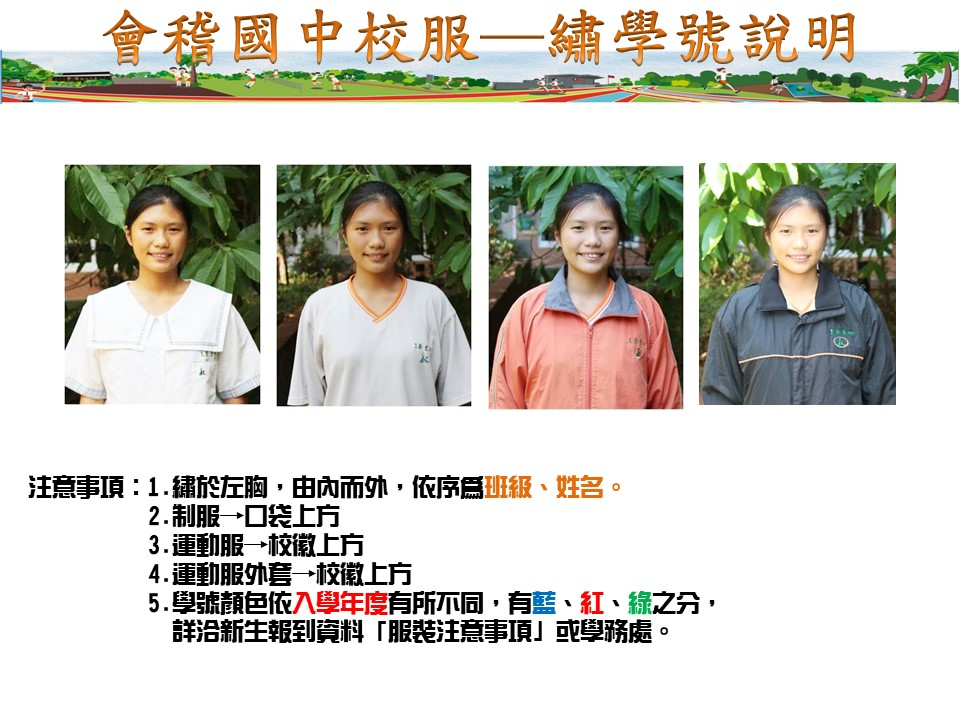 會稽國中校服—繡學號說明
注意事項：1.繡於左胸，由內而外，依序為班級、姓名。
2.制服→口袋上方
3.運動服→校徽上方
4.運動服外套→校徽上方
5.學號顏色依入學年度有所不同，有藍、紅、綠之分，
詳洽新生報到資料「服裝注意事項」或學務處。